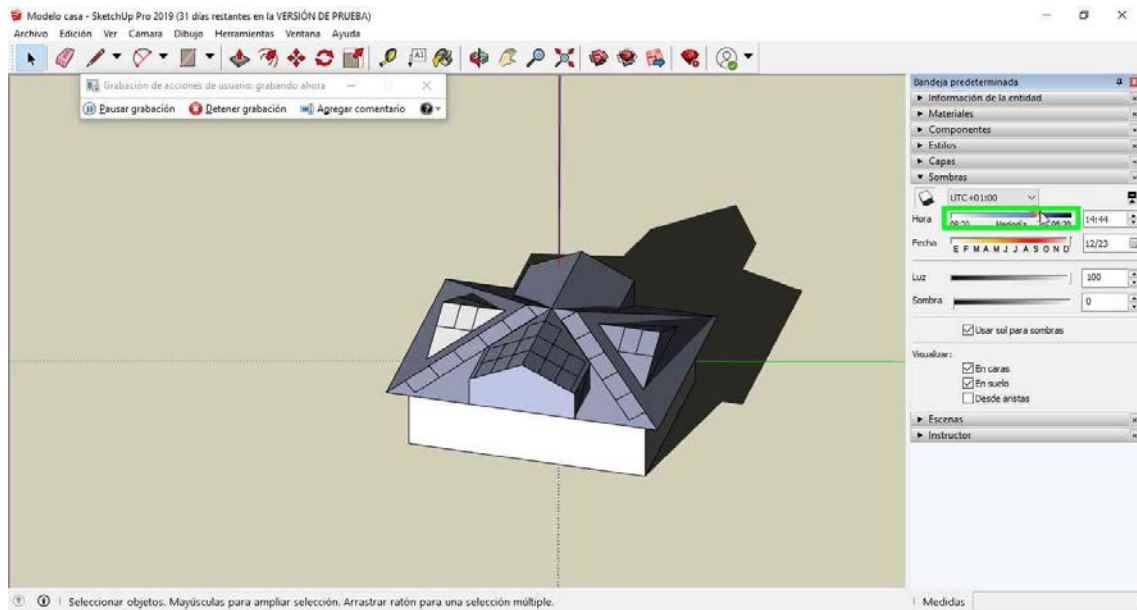 Modelo casa - SketchUp Pro 2019 (31 días restantes en la VERSIÓN DE PRUEBA)
Archivo Edición Ver Cámara Dibujo Herramientas Ventana Ayuda
A1
Grabación de acciones de usuario: grabando ahora
Pausar grabación Detener grabación Agregar comentario
Bandeja predeterminada
Información de la entidad
Materiales
Componentes
Estilos
Capas
Sombras
UTC+01:00
Hora 08:20 Mediodía 14:44
Fecha E F M A M J J A S O N D 12/23
Luz 100
Sombra 0
Usar sol para sombras
Visualizar:
En caras
En suelo
Desde aristas
Escenas
Instructor
Seleccionar objetos. Mayúsculas para ampliar selección. Arrastrar ratón para una selección múltiple.
Medidas